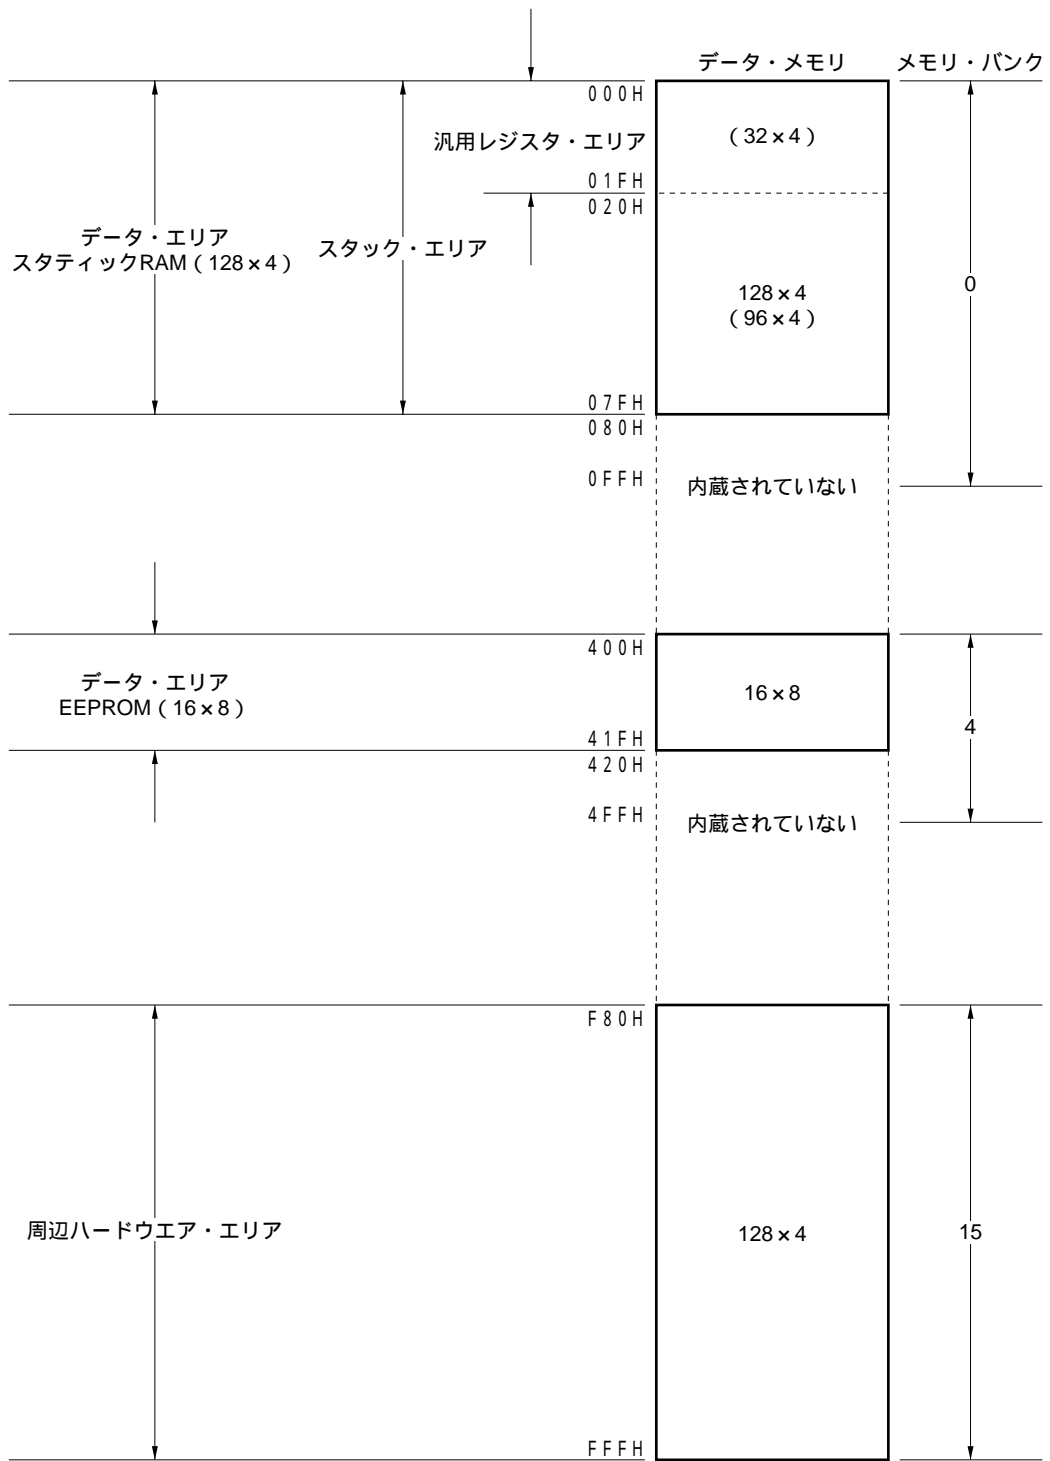 データ・メモリ
メモリ・バンク
000H
汎用レジスタ・エリア
(32×4)
01FH
020H
データ・エリア
スタティックRAM(128×4)
スタック・エリア
128×4
(96×4)
0
07FH
080H
0FFH
内蔵されていない
400H
データ・エリア
EEPROM(16×8)
16×8
4
41FH
420H
4FFH
内蔵されていない
F80H
周辺ハードウエア・エリア
128×4
15
FFFH